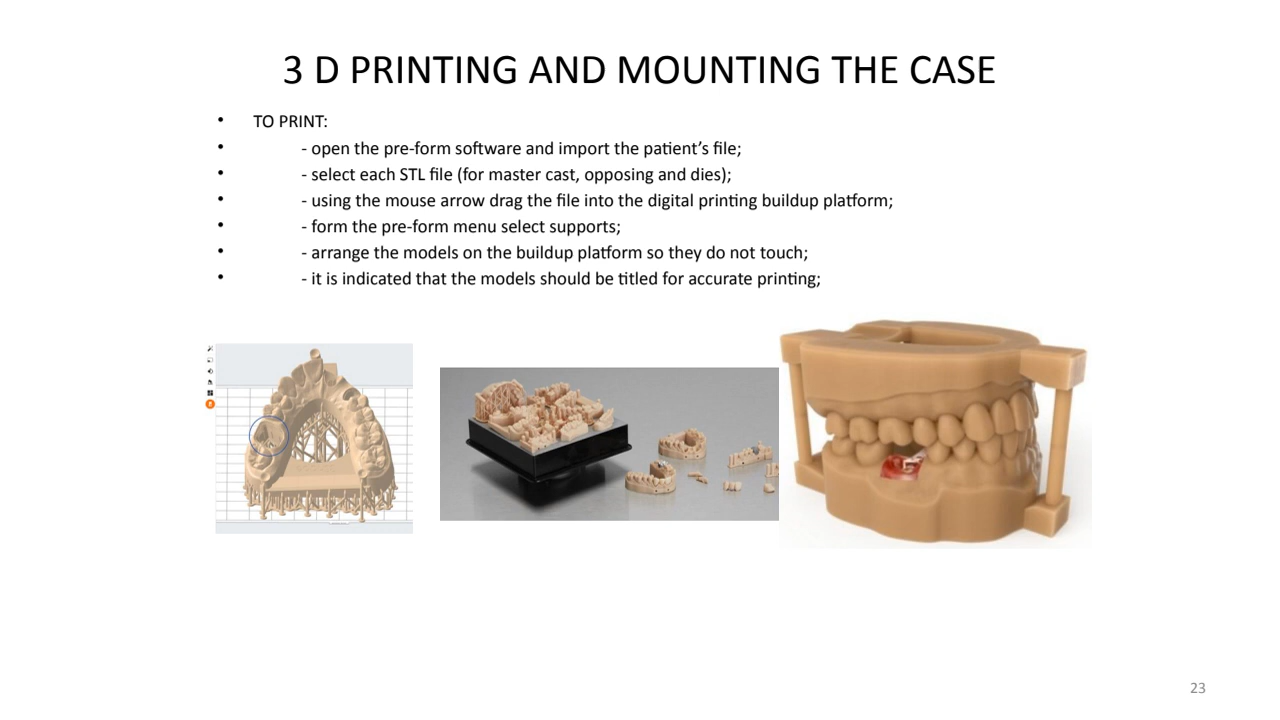 3 D PRINTING AND MOUNTING THE CASE
• TO PRINT:
• - open the pre-form software and import the patient’s file;
• - select each STL file (for master cast, opposing and dies);
• - using the mouse arrow drag the file into the digital printing buildup platform;
• - form the pre-form menu select supports;
• - arrange the models on the buildup platform so they do not touch;
• - it is indicated that the models should be titled for accurate printing;
23